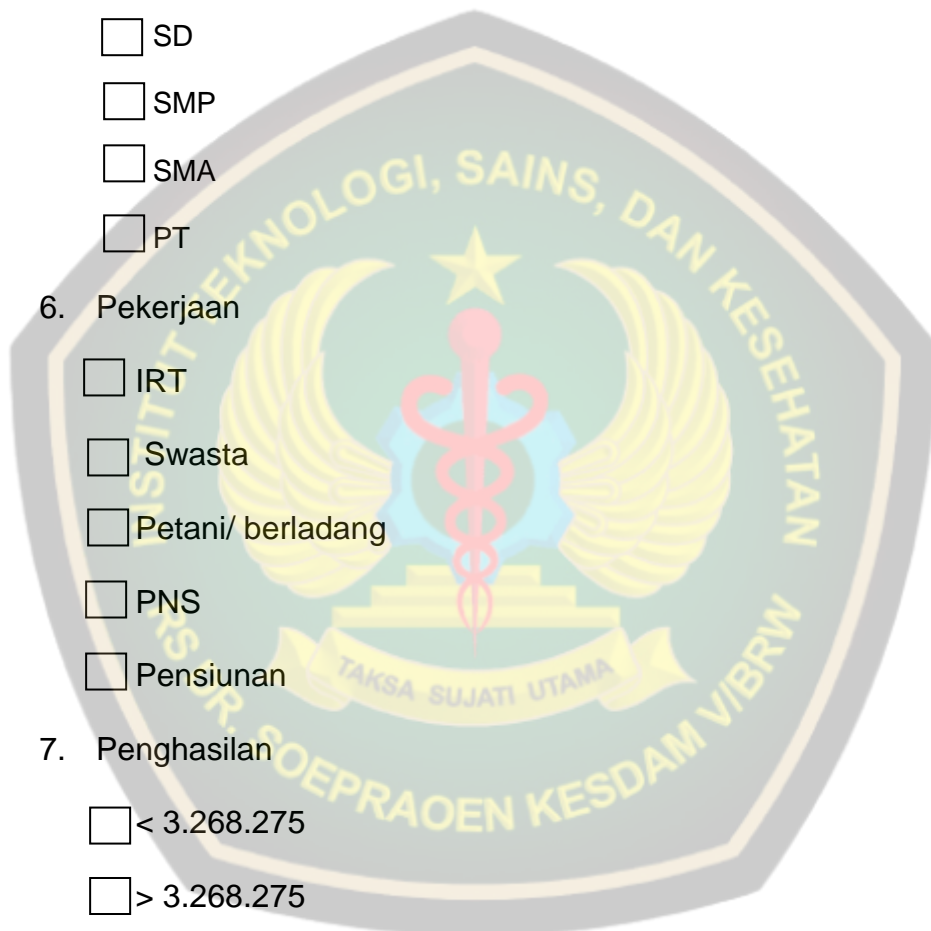 SD
SMP
SMA
PT
6. Pekerjaan
IRT
Swasta
Petani/ berladang
PNS
Pensiunan
7. Penghasilan
< 3.268.275
> 3.268.275
INSTITUT TEKNOLOGI, SAINS, DAN KESEHATAN
TAKSA SUJATI UTAMA
RS DR. SOEPRAOEN KESDAM V/BRW